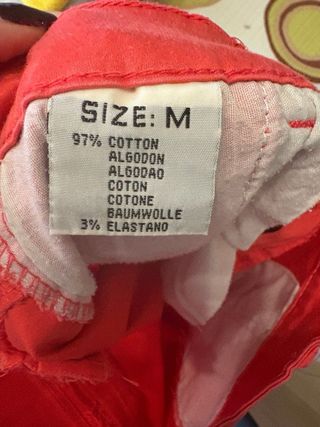 SIZE: M
97% COTTON
ALGODON
ALGODAO
COTON
COTONE
BAUMWOLLE
3% ELASTANO